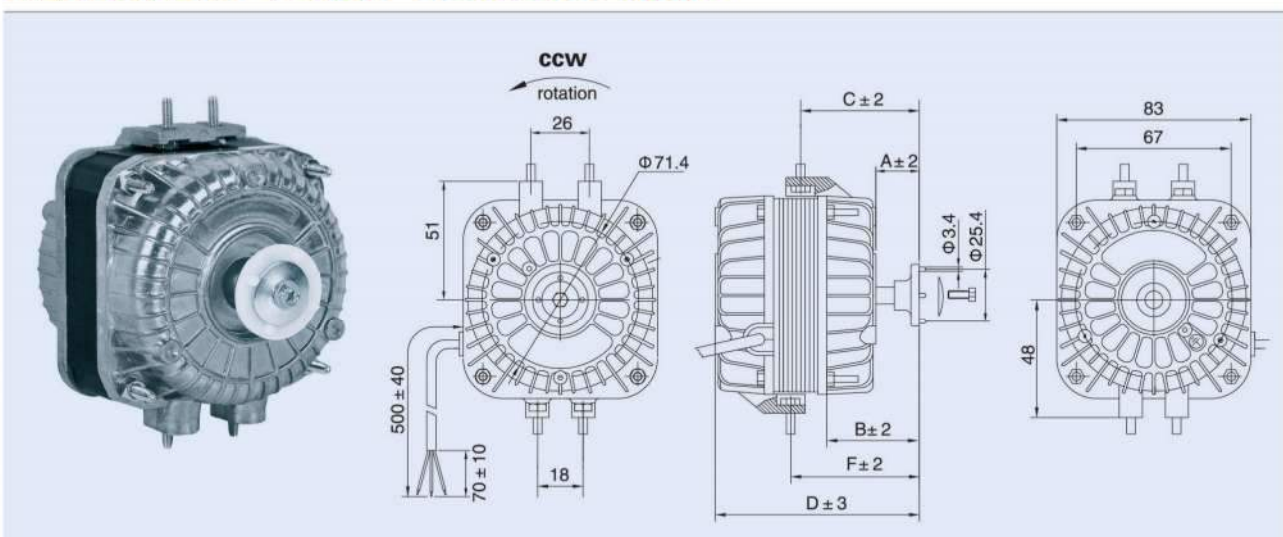 ccw
rotation
26
Φ71.4
51
500 ± 40
70 ± 10
18
C ± 2
A ± 2
Φ3.4
Φ25.4
B ± 2
F ± 2
D ± 3
83
67
48